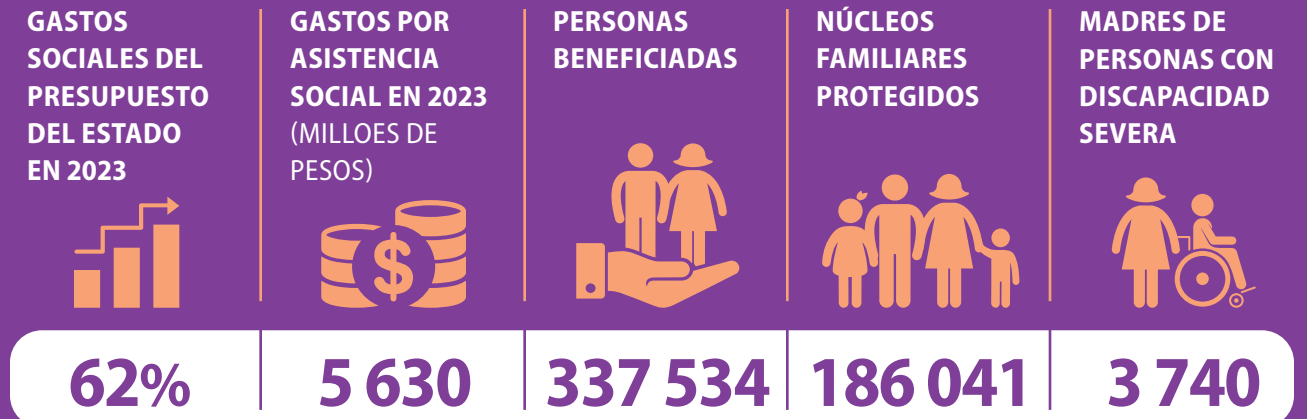 GASTOS
SOCIALES DEL
PRESUPUESTO
DEL ESTADO
EN 2023
62%
GASTOS POR
ASISTENCIA
SOCIAL EN 2023
(MILLOES DE
PESOS)
$
5 630
PERSONAS
BENEFICIADAS
337 534
NÚCLEOS
FAMILIARES
PROTEGIDOS
186 041
MADRES DE
PERSONAS CON
DISCAPACIDAD
SEVERA
3 740